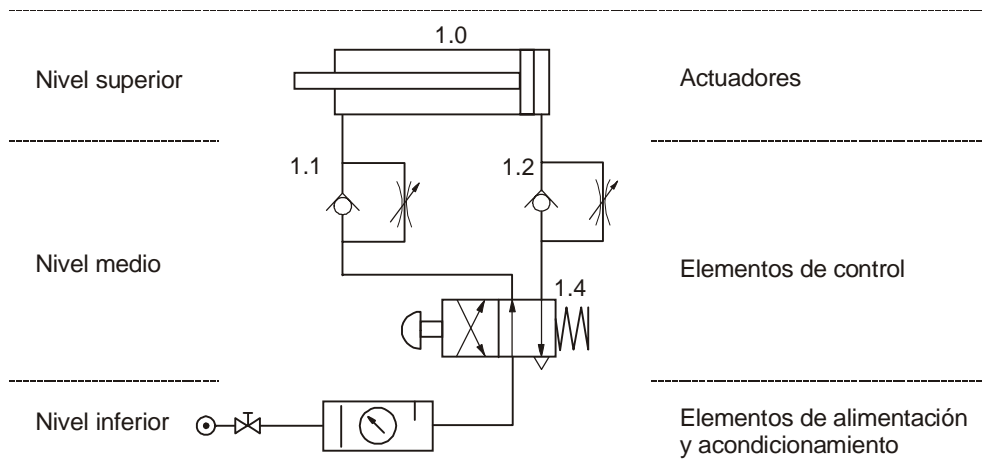 1.0
Nivel superior
Actuadores
1.1
1.2
Nivel medio
Elementos de control
1.4
Nivel inferior
Elementos de alimentación
y acondicionamiento